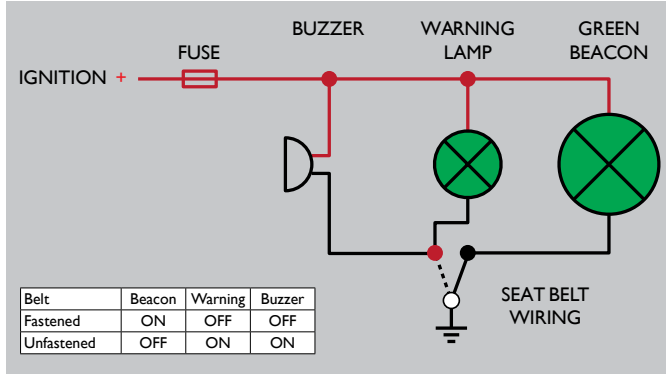 BUZZER
WARNING
LAMP
GREEN
BEACON
FUSE
IGNITION +
SEAT BELT
WIRING
Belt Beacon Warning Buzzer
Fastened ON OFF OFF
Unfastened OFF ON ON